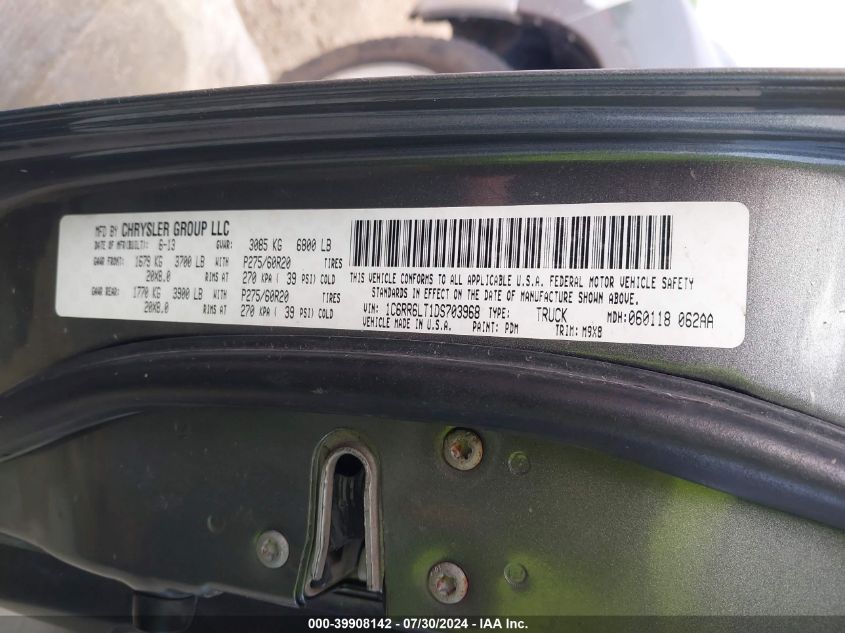 MFD BY CHRYSLER GROUP LLC
DATE OF MFR(BUILT): 6-13 GVWR: 3085 KG 6800 LB
GAWR FRONT: 1679 KG 3700 LB WITH P275/60R20 TIRES
20X8.0 RIMS AT 270 KPA ( 39 PSI) COLD
GAWR REAR: 1770 KG 3900 LB WITH P275/60R20 TIRES
20X8.0 RIMS AT 270 KPA ( 39 PSI) COLD
THIS VEHICLE CONFORMS TO ALL APPLICABLE U.S.A. FEDERAL MOTOR VEHICLE SAFETY
STANDARDS IN EFFECT ON THE DATE OF MANUFACTURE SHOWN ABOVE.
VIN: 1C6RR6LT1DS703968 TYPE: TRUCK MDH: 060118 062AA
VEHICLE MADE IN U.S.A. PAINT: PDM TRIM: M9X8
000-39908142 - 07/30/2024 - IAA Inc.